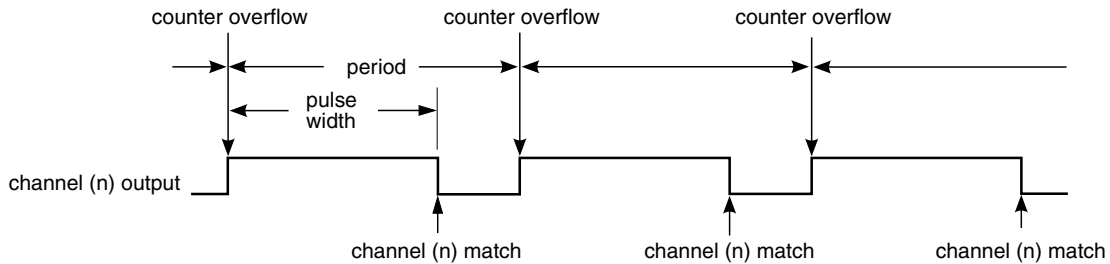 counter overflow
counter overflow
counter overflow
period
pulse
width
channel (n) output
channel (n) match
channel (n) match
channel (n) match